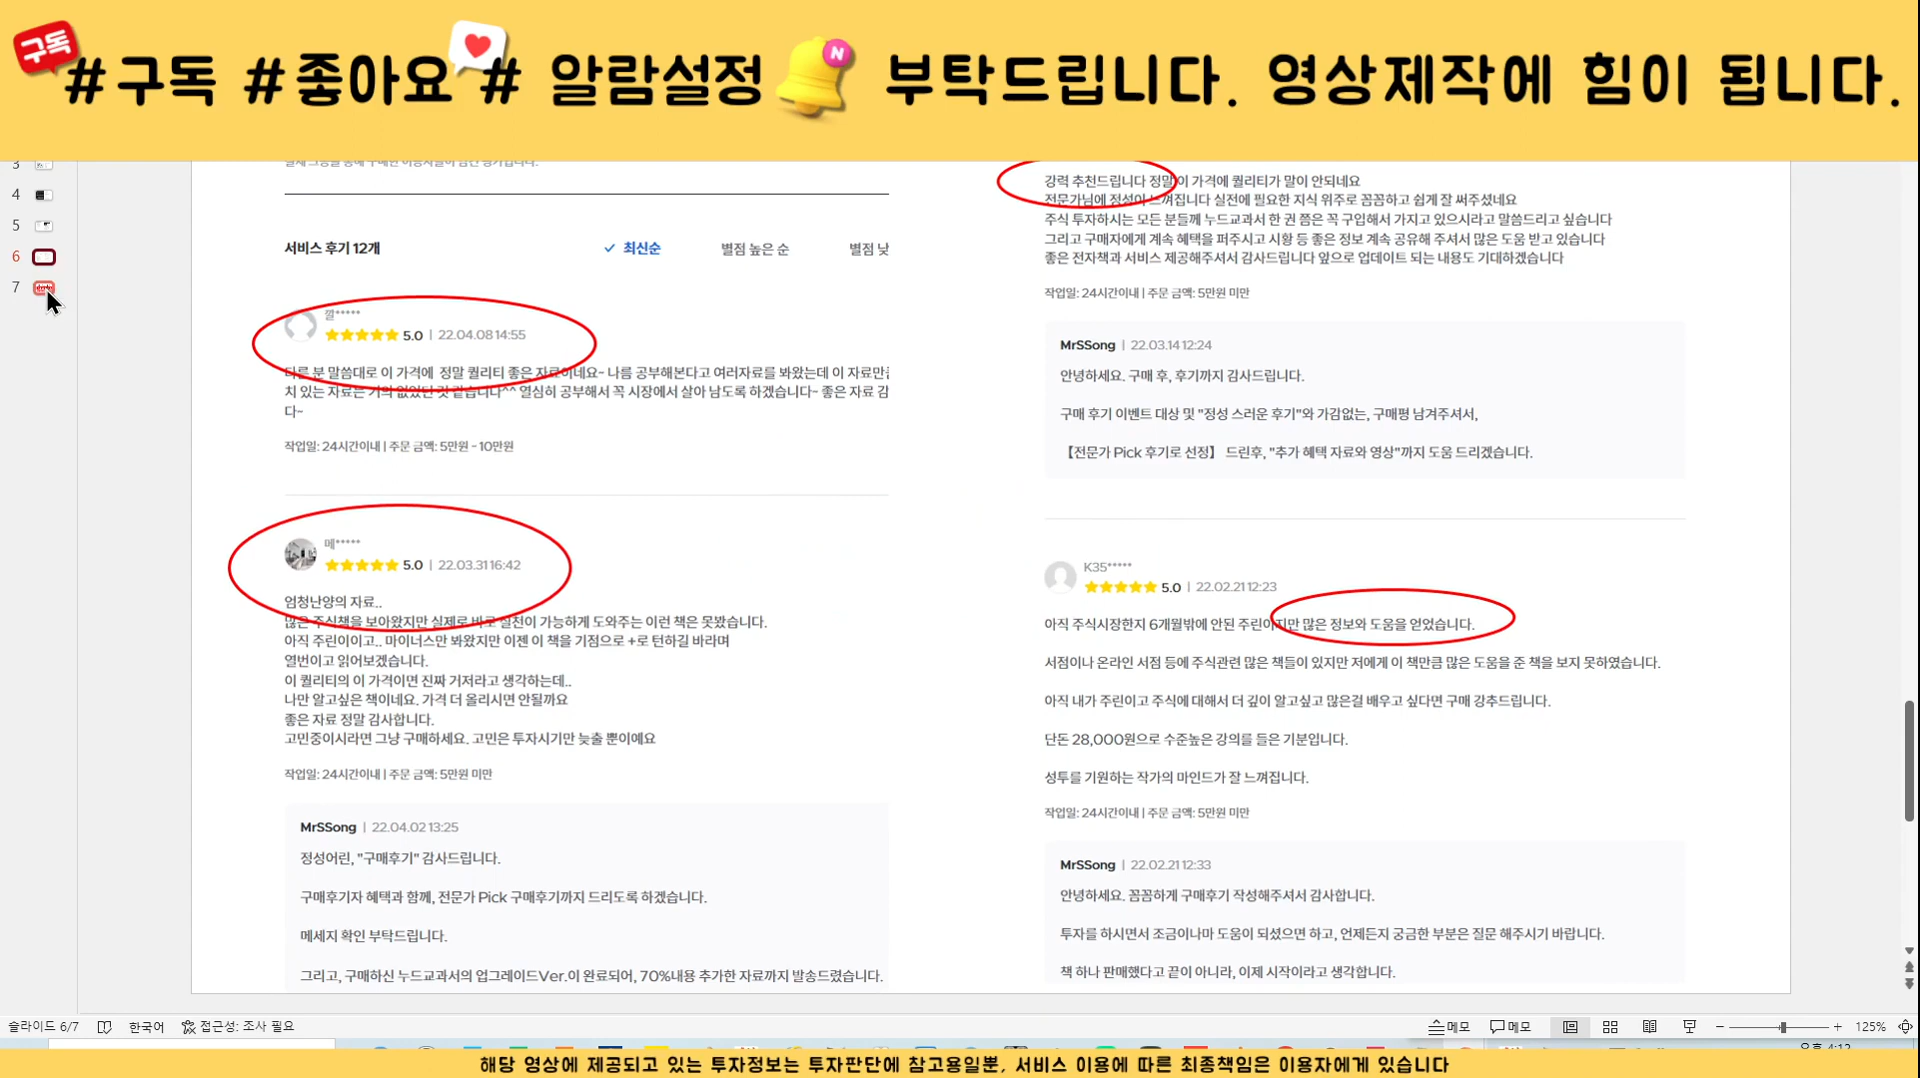 구독
#구독 #좋아요 # 알람설정 N 부탁드립니다. 영상제작에 힘이 됩니다.
3
4
5
6
7
서비스 후기 12개
✓ 최신순 별점 높은 순 별점 낮
깔*****
★★★★★ 5.0 | 22.04.08 14:55
다른 분 말씀대로 이 가격에 정말 퀄리티 좋은 자료이네요~ 나름 공부해본다고 여러자료를 봐왔는데 이 자료만큼
치 있는 자료는 거의 없었던 것 같습니다^^ 열심히 공부해서 꼭 시장에서 살아 남도록 하겠습니다~ 좋은 자료 감
다~
작업일: 24시간이내 | 주문 금액: 5만원 ~ 10만원
메*****
★★★★★ 5.0 | 22.03.31 16:42
엄청난양의 자료..
많은 주식책을 보아왔지만 실제로 바로 실천이 가능하게 도와주는 이런 책은 못봤습니다.
아직 주린이이고.. 마이너스만 봐왔지만 이젠 이 책을 기점으로 +로 턴하길 바라며
열번이고 읽어보겠습니다.
이 퀄리티의 이 가격이면 진짜 거저라고 생각하는데..
나만 알고싶은 책이네요. 가격 더 올리시면 안될까요
좋은 자료 정말 감사합니다.
고민중이시라면 그냥 구매하세요. 고민은 투자시기만 늦출 뿐이예요
작업일: 24시간이내 | 주문 금액: 5만원 미만
MrSSong | 22.04.02 13:25
정성어린, "구매후기" 감사드립니다.
구매후기자 혜택과 함께, 전문가 Pick 구매후기까지 드리도록 하겠습니다.
메세지 확인 부탁드립니다.
그리고, 구매하신 누드교과서의 업그레이드Ver.이 완료되어, 70%내용 추가한 자료까지 발송드렸습니다.
강력 추천드립니다 정말 이 가격에 퀄리티가 말이 안되네요
전문가님에 정성이 느껴집니다 실전에 필요한 지식 위주로 꼼꼼하고 쉽게 잘 써주셨네요
주식 투자하시는 모든 분들께 누드교과서 한 권 쯤은 꼭 구입해서 가지고 있으시라고 말씀드리고 싶습니다
그리고 구매자에게 계속 혜택을 퍼주시고 시황 등 좋은 정보 계속 공유해 주셔서 많은 도움 받고 있습니다
좋은 전자책과 서비스 제공해주셔서 감사드립니다 앞으로 업데이트 되는 내용도 기대하겠습니다
작업일: 24시간이내 | 주문 금액: 5만원 미만
MrSSong | 22.03.14 12:24
안녕하세요. 구매 후, 후기까지 감사드립니다.
구매 후기 이벤트 대상 및 "정성 스러운 후기"와 가감없는, 구매평 남겨주셔서,
【전문가 Pick 후기로 선정】 드린후, "추가 혜택 자료와 영상"까지 도움 드리겠습니다.
K35*****
★★★★★ 5.0 | 22.02.21 12:23
아직 주식시장한지 6개월밖에 안된 주린이지만 많은 정보와 도움을 얻었습니다.
서점이나 온라인 서점 등에 주식관련 많은 책들이 있지만 저에게 이 책만큼 많은 도움을 준 책을 보지 못하였습니다.
아직 내가 주린이고 주식에 대해서 더 깊이 알고싶고 많은걸 배우고 싶다면 구매 강추드립니다.
단돈 28,000원으로 수준높은 강의를 들은 기분입니다.
성투를 기원하는 작가의 마인드가 잘 느껴집니다.
작업일: 24시간이내 | 주문 금액: 5만원 미만
MrSSong | 22.02.21 12:33
안녕하세요. 꼼꼼하게 구매후기 작성해주셔서 감사합니다.
투자를 하시면서 조금이나마 도움이 되셨으면 하고, 언제든지 궁금한 부분은 질문 해주시기 바랍니다.
책 하나 판매했다고 끝이 아니라, 이제 시작이라고 생각합니다.
슬라이드 6/7 한국어 접근성: 조사 필요 메모 메모 125%
해당 영상에 제공되고 있는 투자정보는 투자판단에 참고용일뿐, 서비스 이용에 따른 최종책임은 이용자에게 있습니다